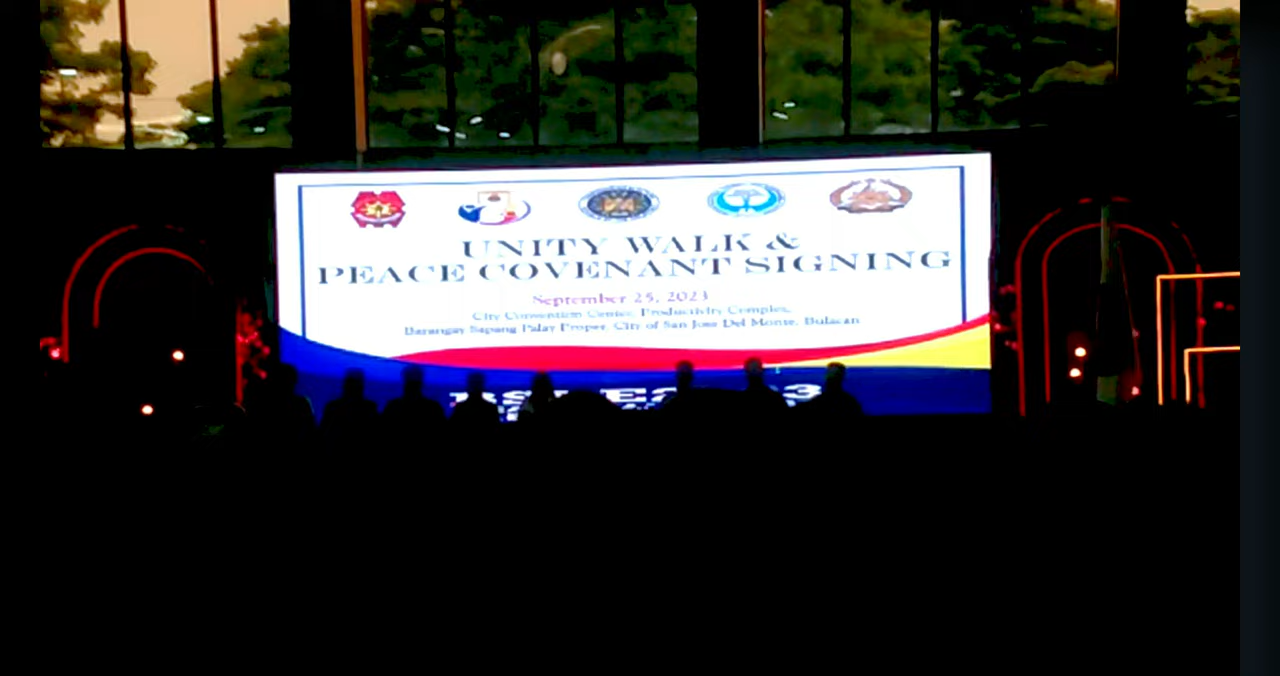 UNITY WALK &
PEACE COVENANT SIGNING
September 25, 2023
City Convention Center, Productivity Complex,
Barangay Sapang Palay Proper, City of San Jose Del Monte, Bulacan